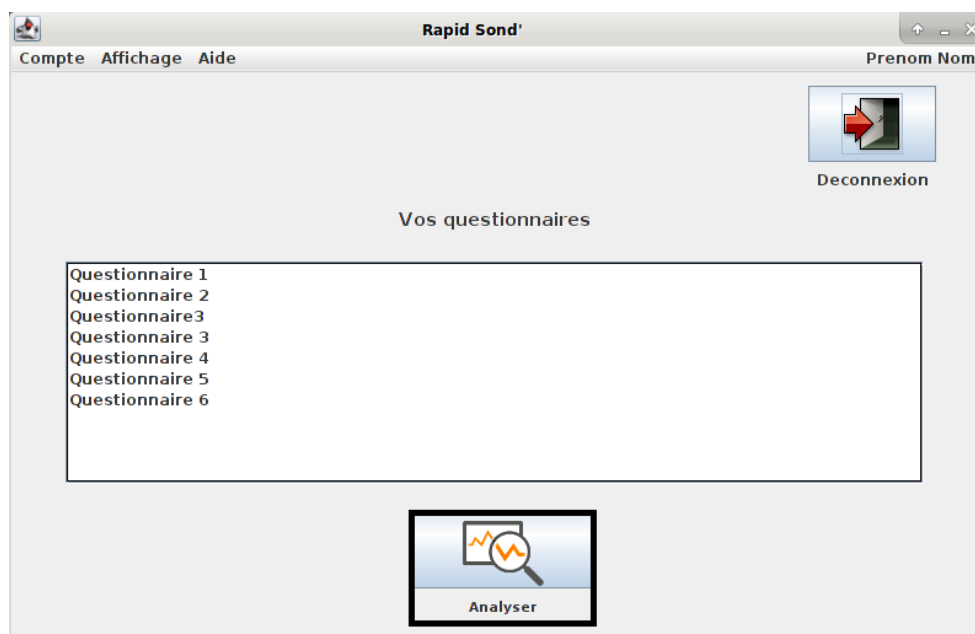 Rapid Sond'
Compte Affichage Aide Prenom Nom
Deconnexion
Vos questionnaires
Questionnaire 1
Questionnaire 2
Questionnaire3
Questionnaire 3
Questionnaire 4
Questionnaire 5
Questionnaire 6
Analyser